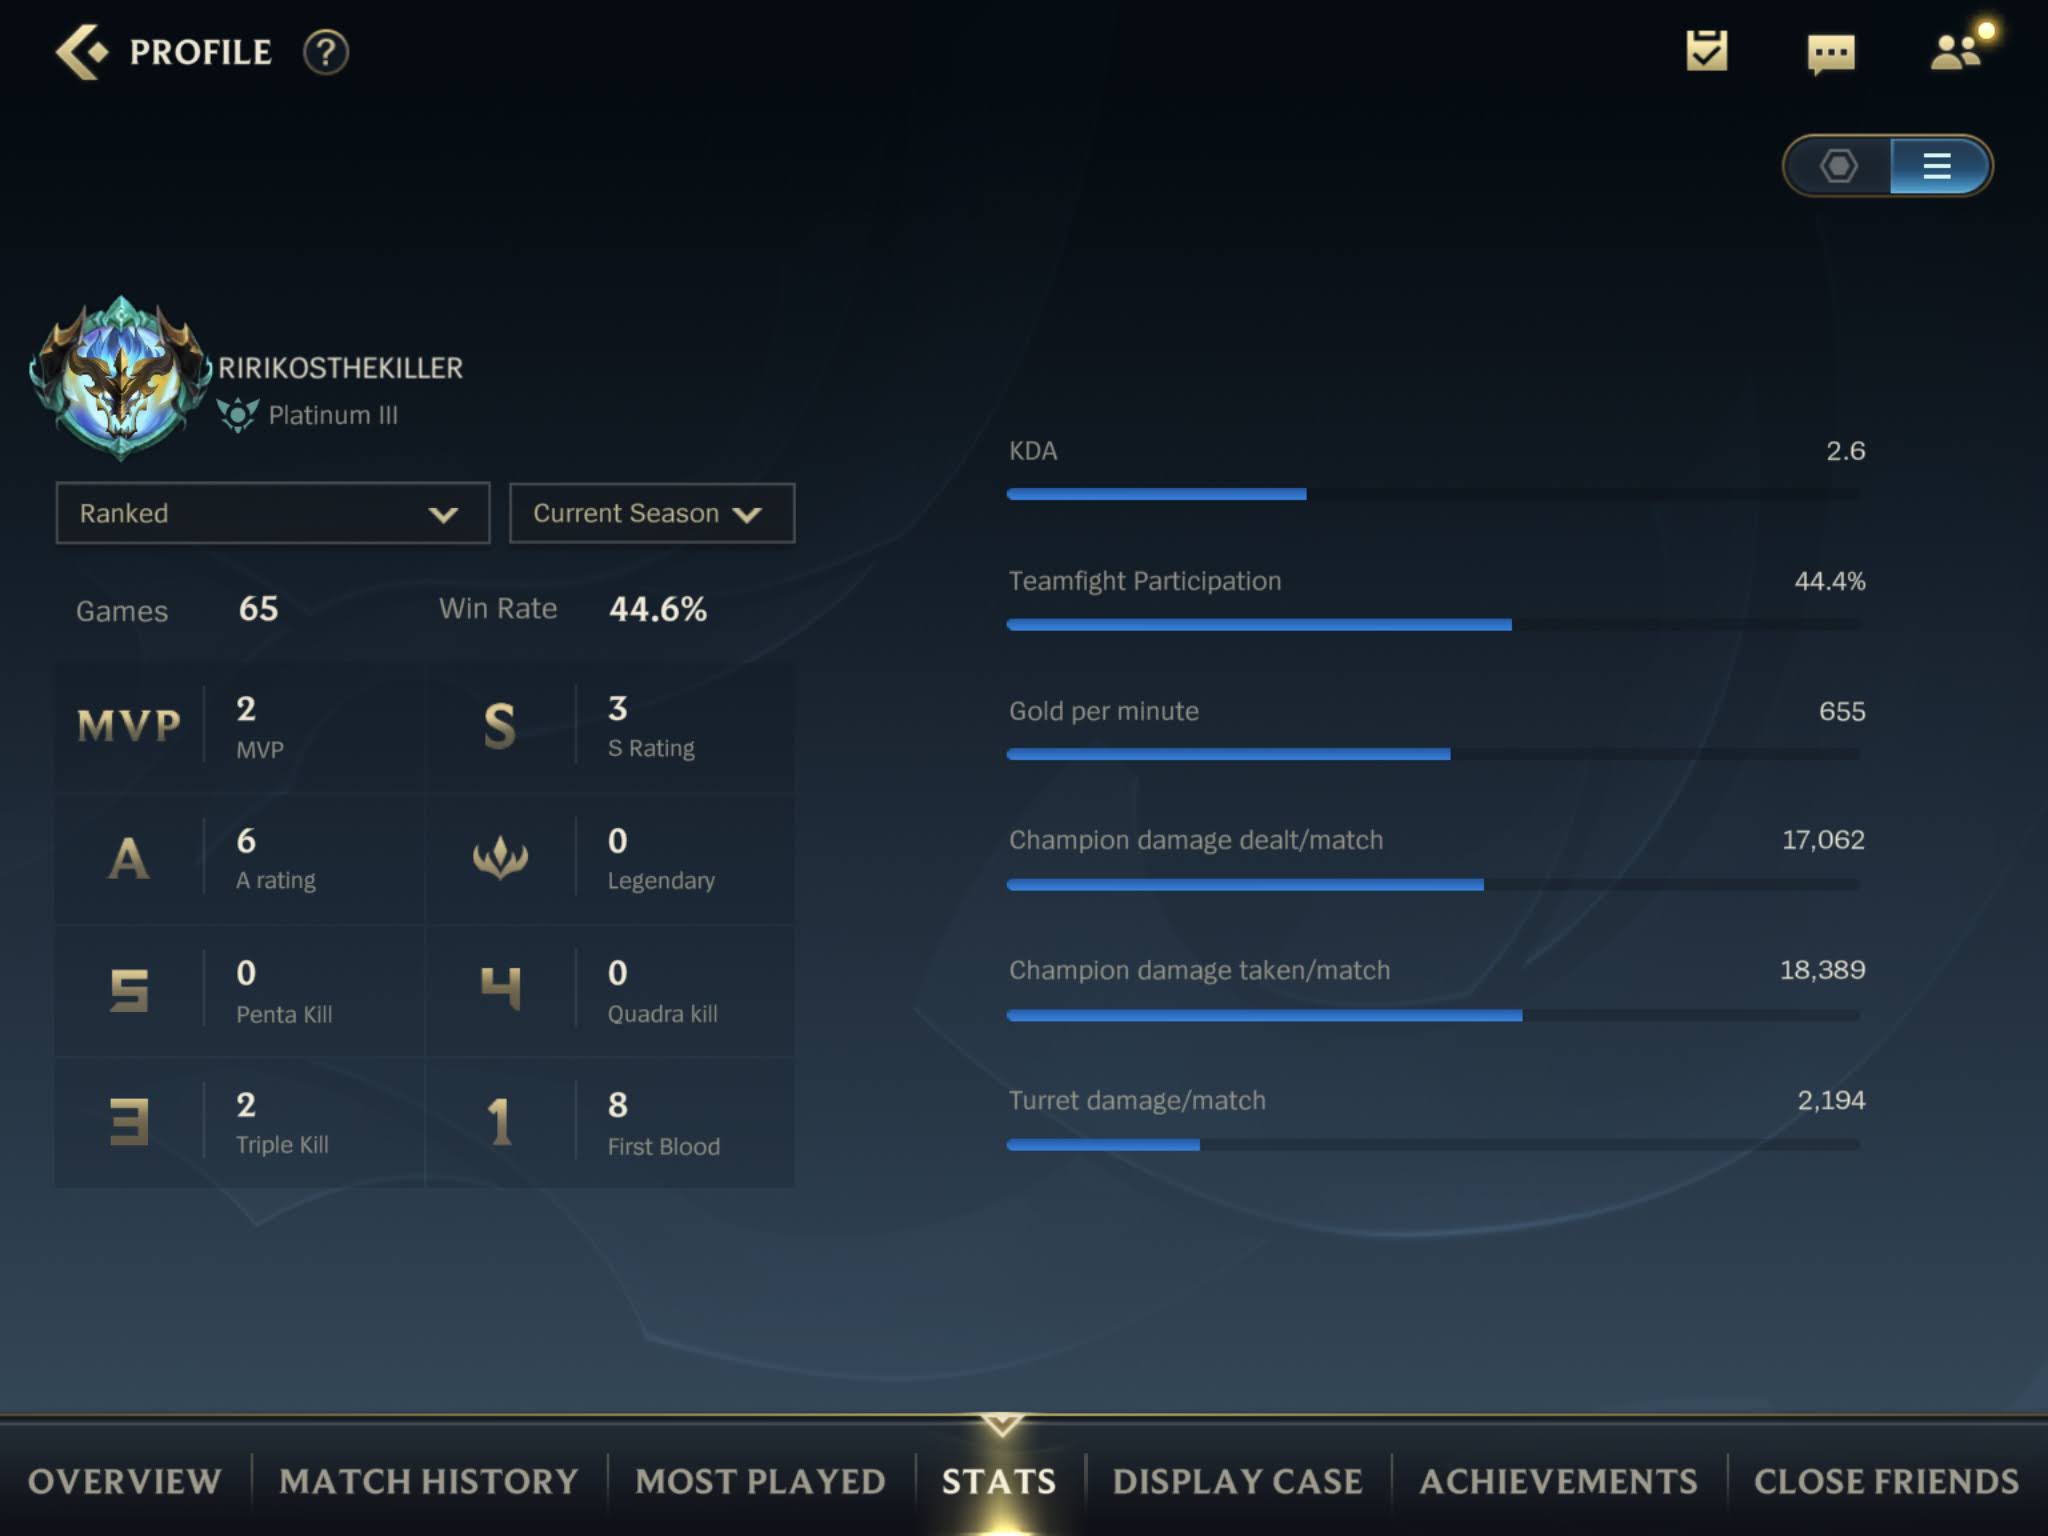 PROFILE ?
RIRIKOSTHEKILLER
Platinum III
Ranked
Current Season
Games 65
Win Rate 44.6%
MVP 2 MVP
S 3 S Rating
A 6 A rating
0 Legendary
5 0 Penta Kill
4 0 Quadra kill
3 2 Triple Kill
1 8 First Blood
KDA 2.6
Teamfight Participation 44.4%
Gold per minute 655
Champion damage dealt/match 17,062
Champion damage taken/match 18,389
Turret damage/match 2,194
OVERVIEW MATCH HISTORY MOST PLAYED STATS DISPLAY CASE ACHIEVEMENTS CLOSE FRIENDS